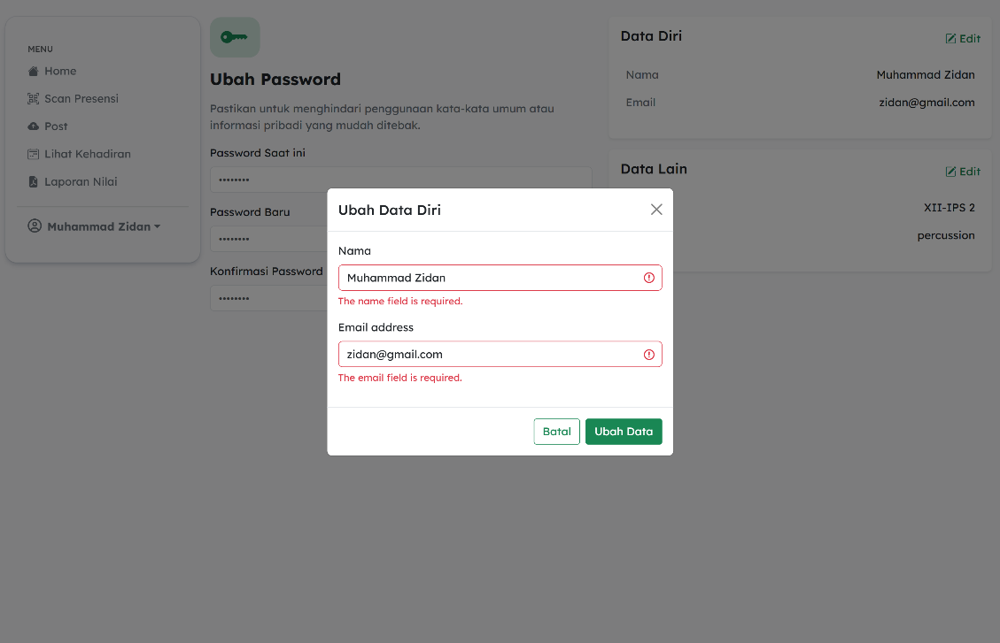 MENU
Home
Scan Presensi
Post
Lihat Kehadiran
Laporan Nilai
Muhammad Zidan
Ubah Password
Pastikan untuk menghindari penggunaan kata-kata umum atau
informasi pribadi yang mudah ditebak.
Password Saat ini
••••••••
Password Baru
••••••••
Konfirmasi Password
••••••••
Data Diri
Edit
Nama
Muhammad Zidan
Email
zidan@gmail.com
Data Lain
Edit
XII-IPS 2
percussion
Ubah Data Diri
Nama
Muhammad Zidan
The name field is required.
Email address
zidan@gmail.com
The email field is required.
Batal
Ubah Data